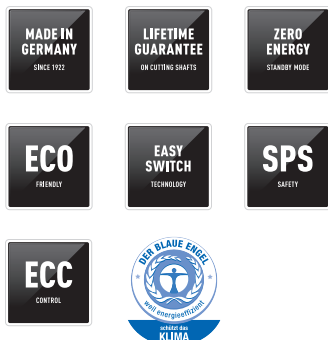 MADE IN
GERMANY
SINCE 1922
LIFETIME
GUARANTEE
ON CUTTING SHAFTS
ZERO
ENERGY
STANDBY MODE
ECO
FRIENDLY
EASY
SWITCH
TECHNOLOGY
SPS
SAFETY
ECC
CONTROL
DER BLAUE ENGEL
weil energieeffizient
schützt das
KLIMA